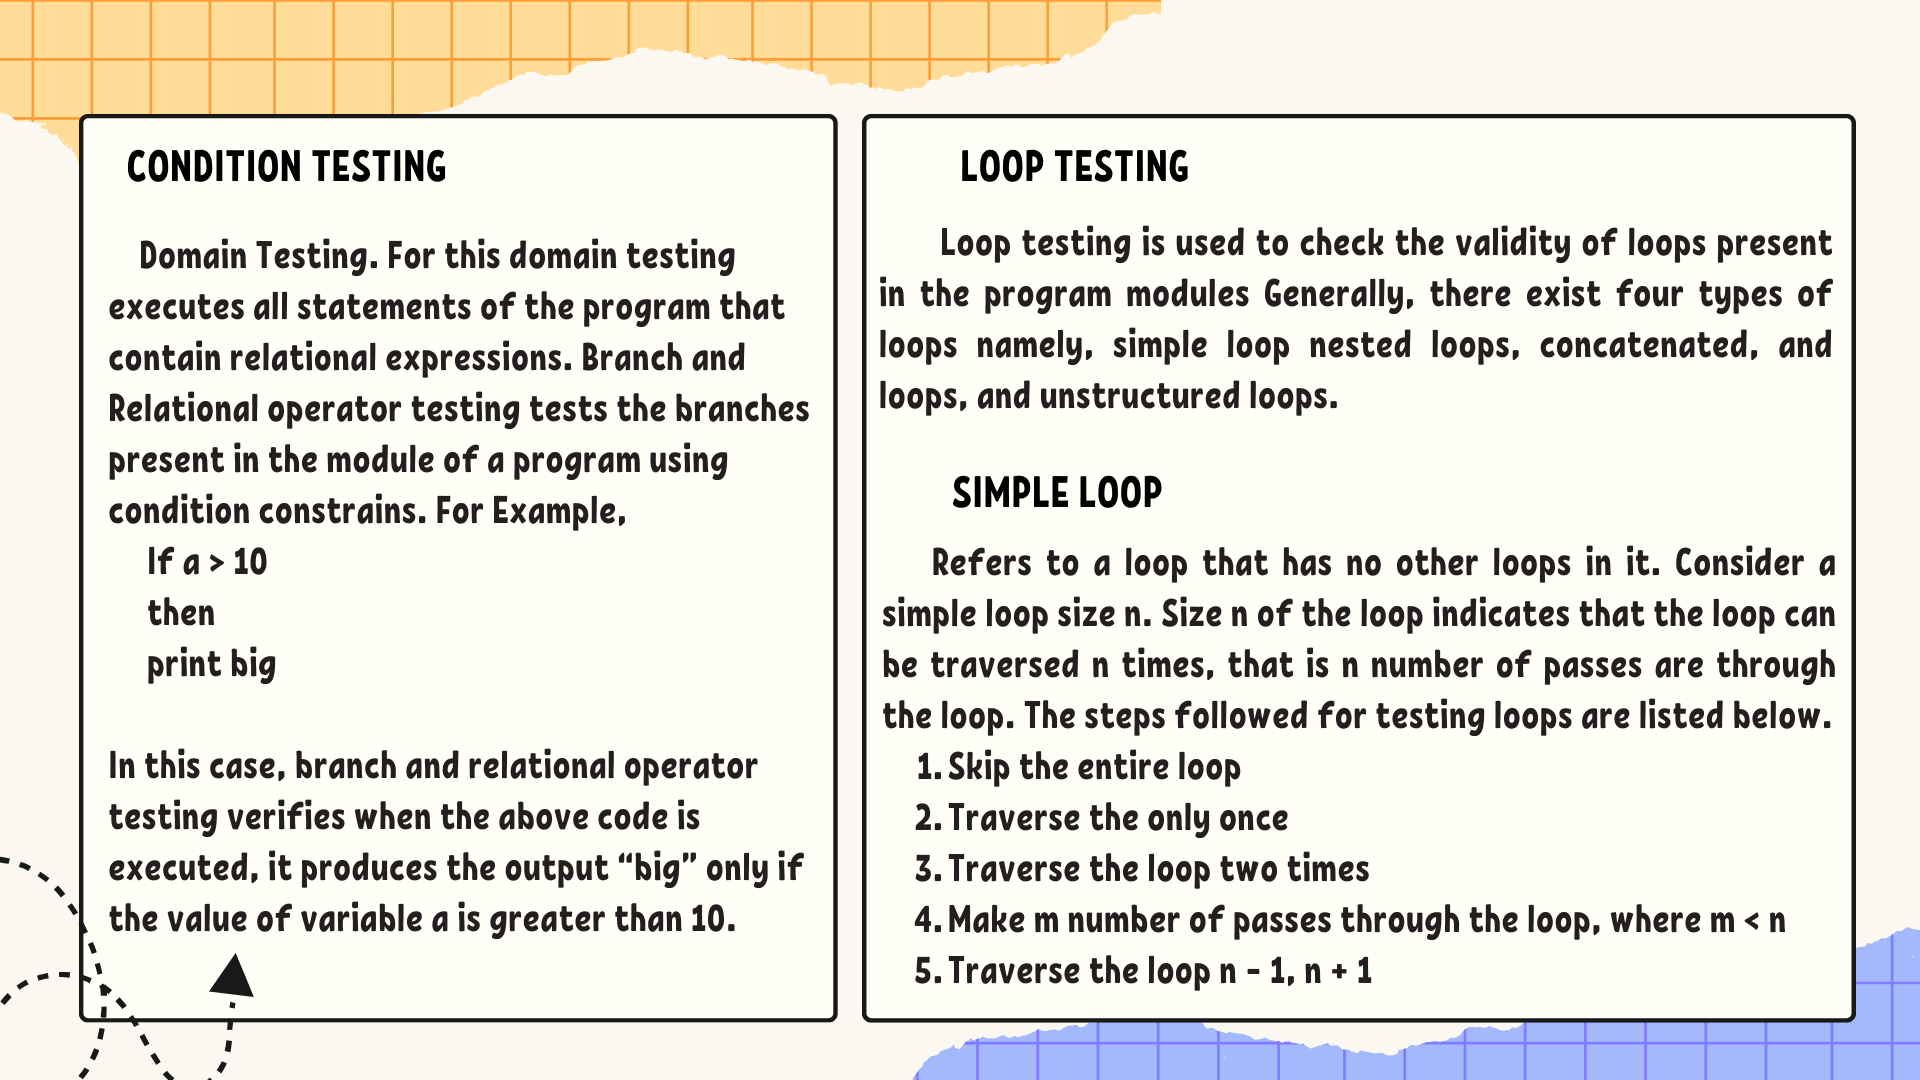 CONDITION TESTING
Domain Testing. For this domain testing
executes all statements of the program that
contain relational expressions. Branch and
Relational operator testing tests the branches
present in the module of a program using
condition constrains. For Example,
If a > 10
then
print big
In this case, branch and relational operator
testing verifies when the above code is
executed, it produces the output “big” only if
the value of variable a is greater than 10.
LOOP TESTING
Loop testing is used to check the validity of loops present
in the program modules Generally, there exist four types of
loops namely, simple loop nested loops, concatenated, and
loops, and unstructured loops.
SIMPLE LOOP
Refers to a loop that has no other loops in it. Consider a
simple loop size n. Size n of the loop indicates that the loop can
be traversed n times, that is n number of passes are through
the loop. The steps followed for testing loops are listed below.
1. Skip the entire loop
2. Traverse the only once
3. Traverse the loop two times
4. Make m number of passes through the loop, where m < n
5. Traverse the loop n - 1, n + 1